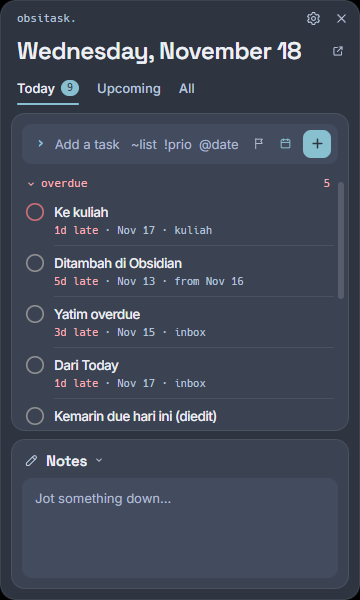 obsitask.
Wednesday, November 18
Today 9 Upcoming All
Add a task ~list !prio @date
overdue 5
Ke kuliah
1d late · Nov 17 · kuliah
Ditambah di Obsidian
5d late · Nov 13 · from Nov 16
Yatim overdue
3d late · Nov 15 · inbox
Dari Today
1d late · Nov 17 · inbox
Kemarin due hari ini (diedit)
Notes
Jot something down...